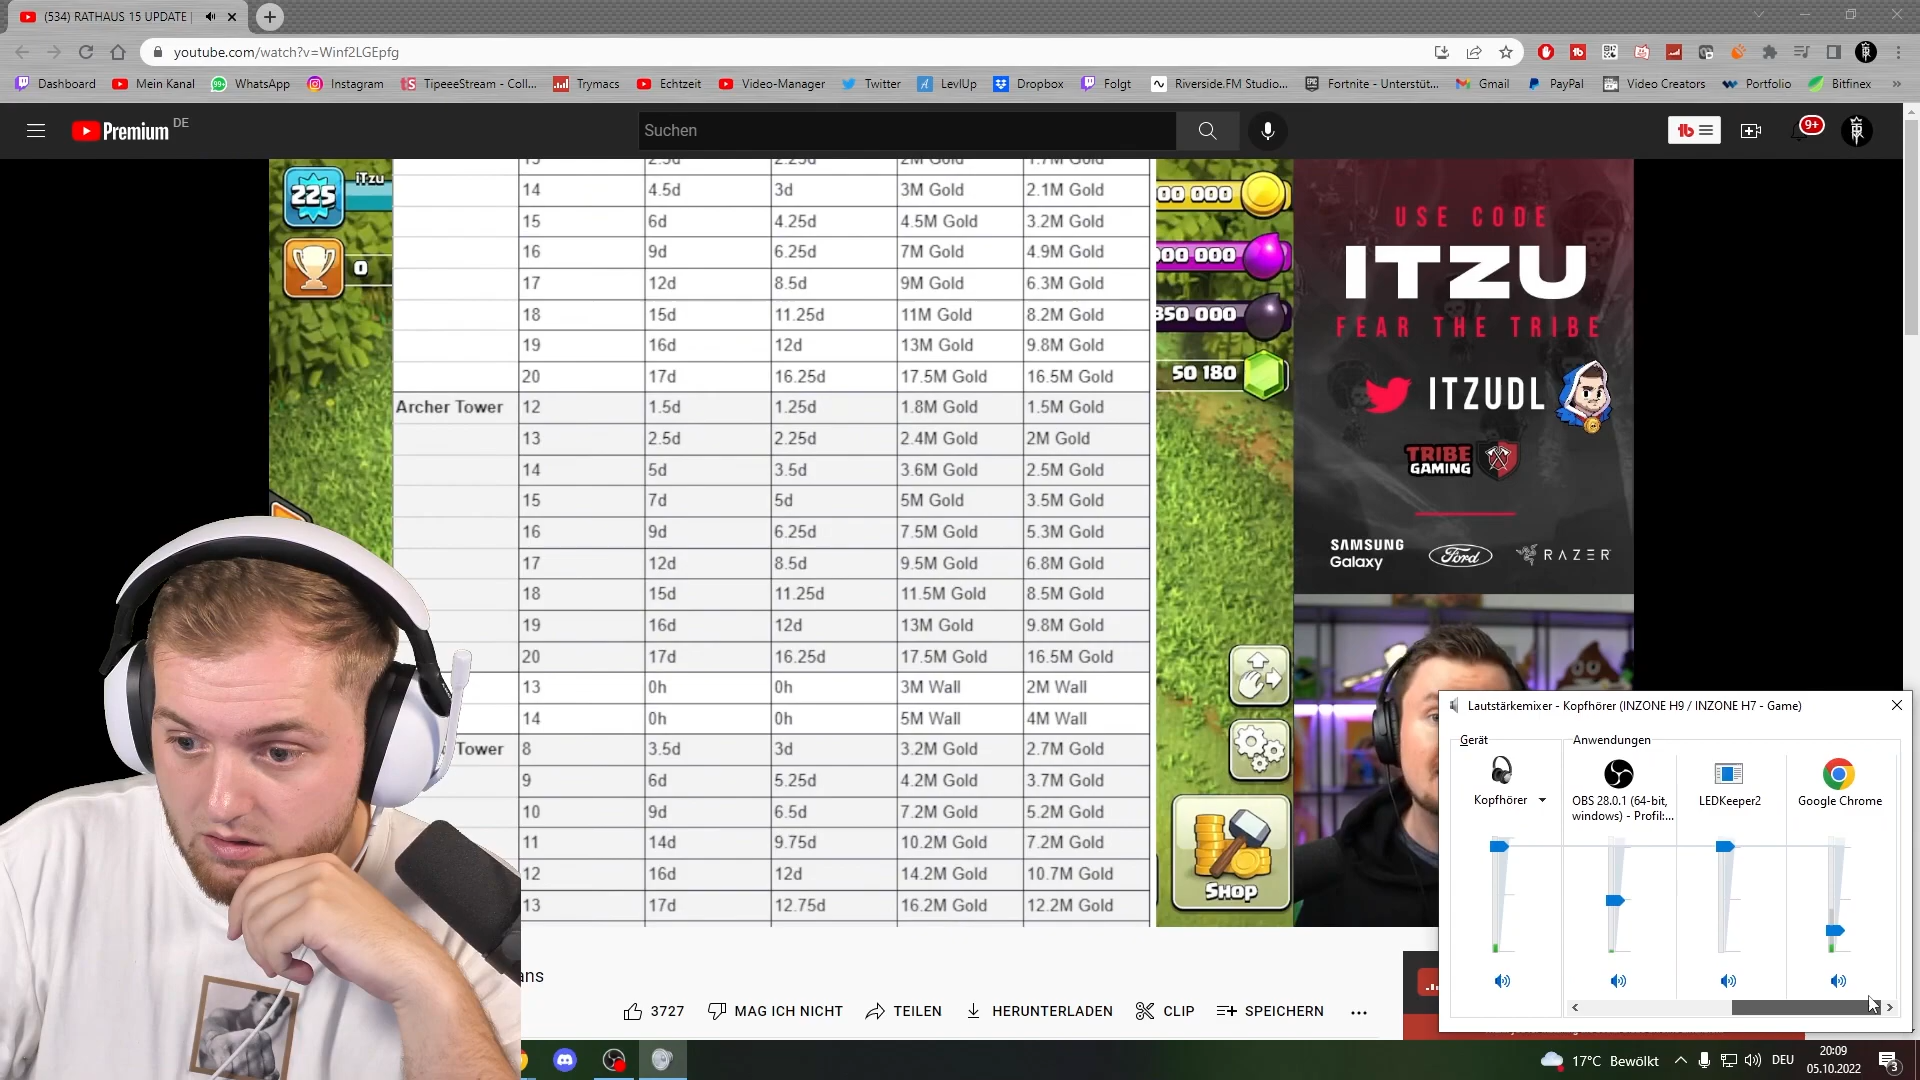 (534) RATHAUS 15 UPDATE |
youtube.com/watch?v=Winf2LGEpfg
Dashboard Mein Kanal WhatsApp Instagram TipeeeStream - Coll... Trymacs Echtzeit Video-Manager Twitter LevlUp Dropbox Folgt Riverside.FM Studio... Fortnite - Unterstüt... Gmail PayPal Video Creators Portfolio Bitfinex »
Premium DE
Suchen
9+
225 iTzu
0
14 4.5d 3d 3M Gold 2.1M Gold
15 6d 4.25d 4.5M Gold 3.2M Gold
16 9d 6.25d 7M Gold 4.9M Gold
17 12d 8.5d 9M Gold 6.3M Gold
18 15d 11.25d 11M Gold 8.2M Gold
19 16d 12d 13M Gold 9.8M Gold
20 17d 16.25d 17.5M Gold 16.5M Gold
Archer Tower 12 1.5d 1.25d 1.8M Gold 1.5M Gold
13 2.5d 2.25d 2.4M Gold 2M Gold
14 5d 3.5d 3.6M Gold 2.5M Gold
15 7d 5d 5M Gold 3.5M Gold
16 9d 6.25d 7.5M Gold 5.3M Gold
17 12d 8.5d 9.5M Gold 6.8M Gold
18 15d 11.25d 11.5M Gold 8.5M Gold
19 16d 12d 13M Gold 9.8M Gold
20 17d 16.25d 17.5M Gold 16.5M Gold
13 0h 0h 3M Wall 2M Wall
14 0h 0h 5M Wall 4M Wall
Tower 8 3.5d 3d 3.2M Gold 2.7M Gold
9 6d 5.25d 4.2M Gold 3.7M Gold
10 9d 6.5d 7.2M Gold 5.2M Gold
11 14d 9.75d 10.2M Gold 7.2M Gold
12 16d 12d 14.2M Gold 10.7M Gold
13 17d 12.75d 16.2M Gold 12.2M Gold
00 000
000 000
350 000
50 180
SHOP
USE CODE
ITZU
FEAR THE TRIBE
ITZUDL
TRIBE
GAMING
SAMSUNG
Galaxy
Ford
RAZER
Lautstärkemixer - Kopfhörer (INZONE H9 / INZONE H7 - Game)
Gerät Anwendungen
Kopfhörer
OBS 28.0.1 (64-bit,
windows) - Profil:...
LEDKeeper2
Google Chrome
ans
3727 MAG ICH NICHT TEILEN HERUNTERLADEN CLIP SPEICHERN ...
17°C Bewölkt DEU
20:09
05.10.2022
3